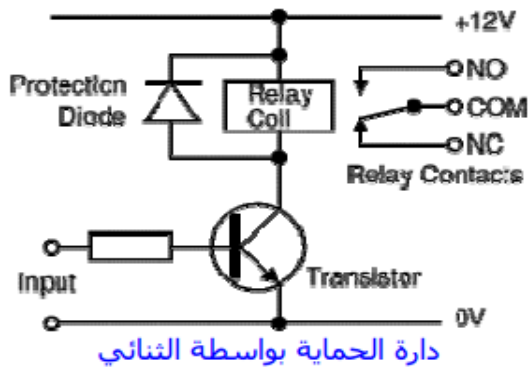 +12V
Protection
Diode
Relay
Coil
NO
COM
NC
Relay Contacts
Input
Transistor
0V
دارة الحماية بواسطة الثنائي